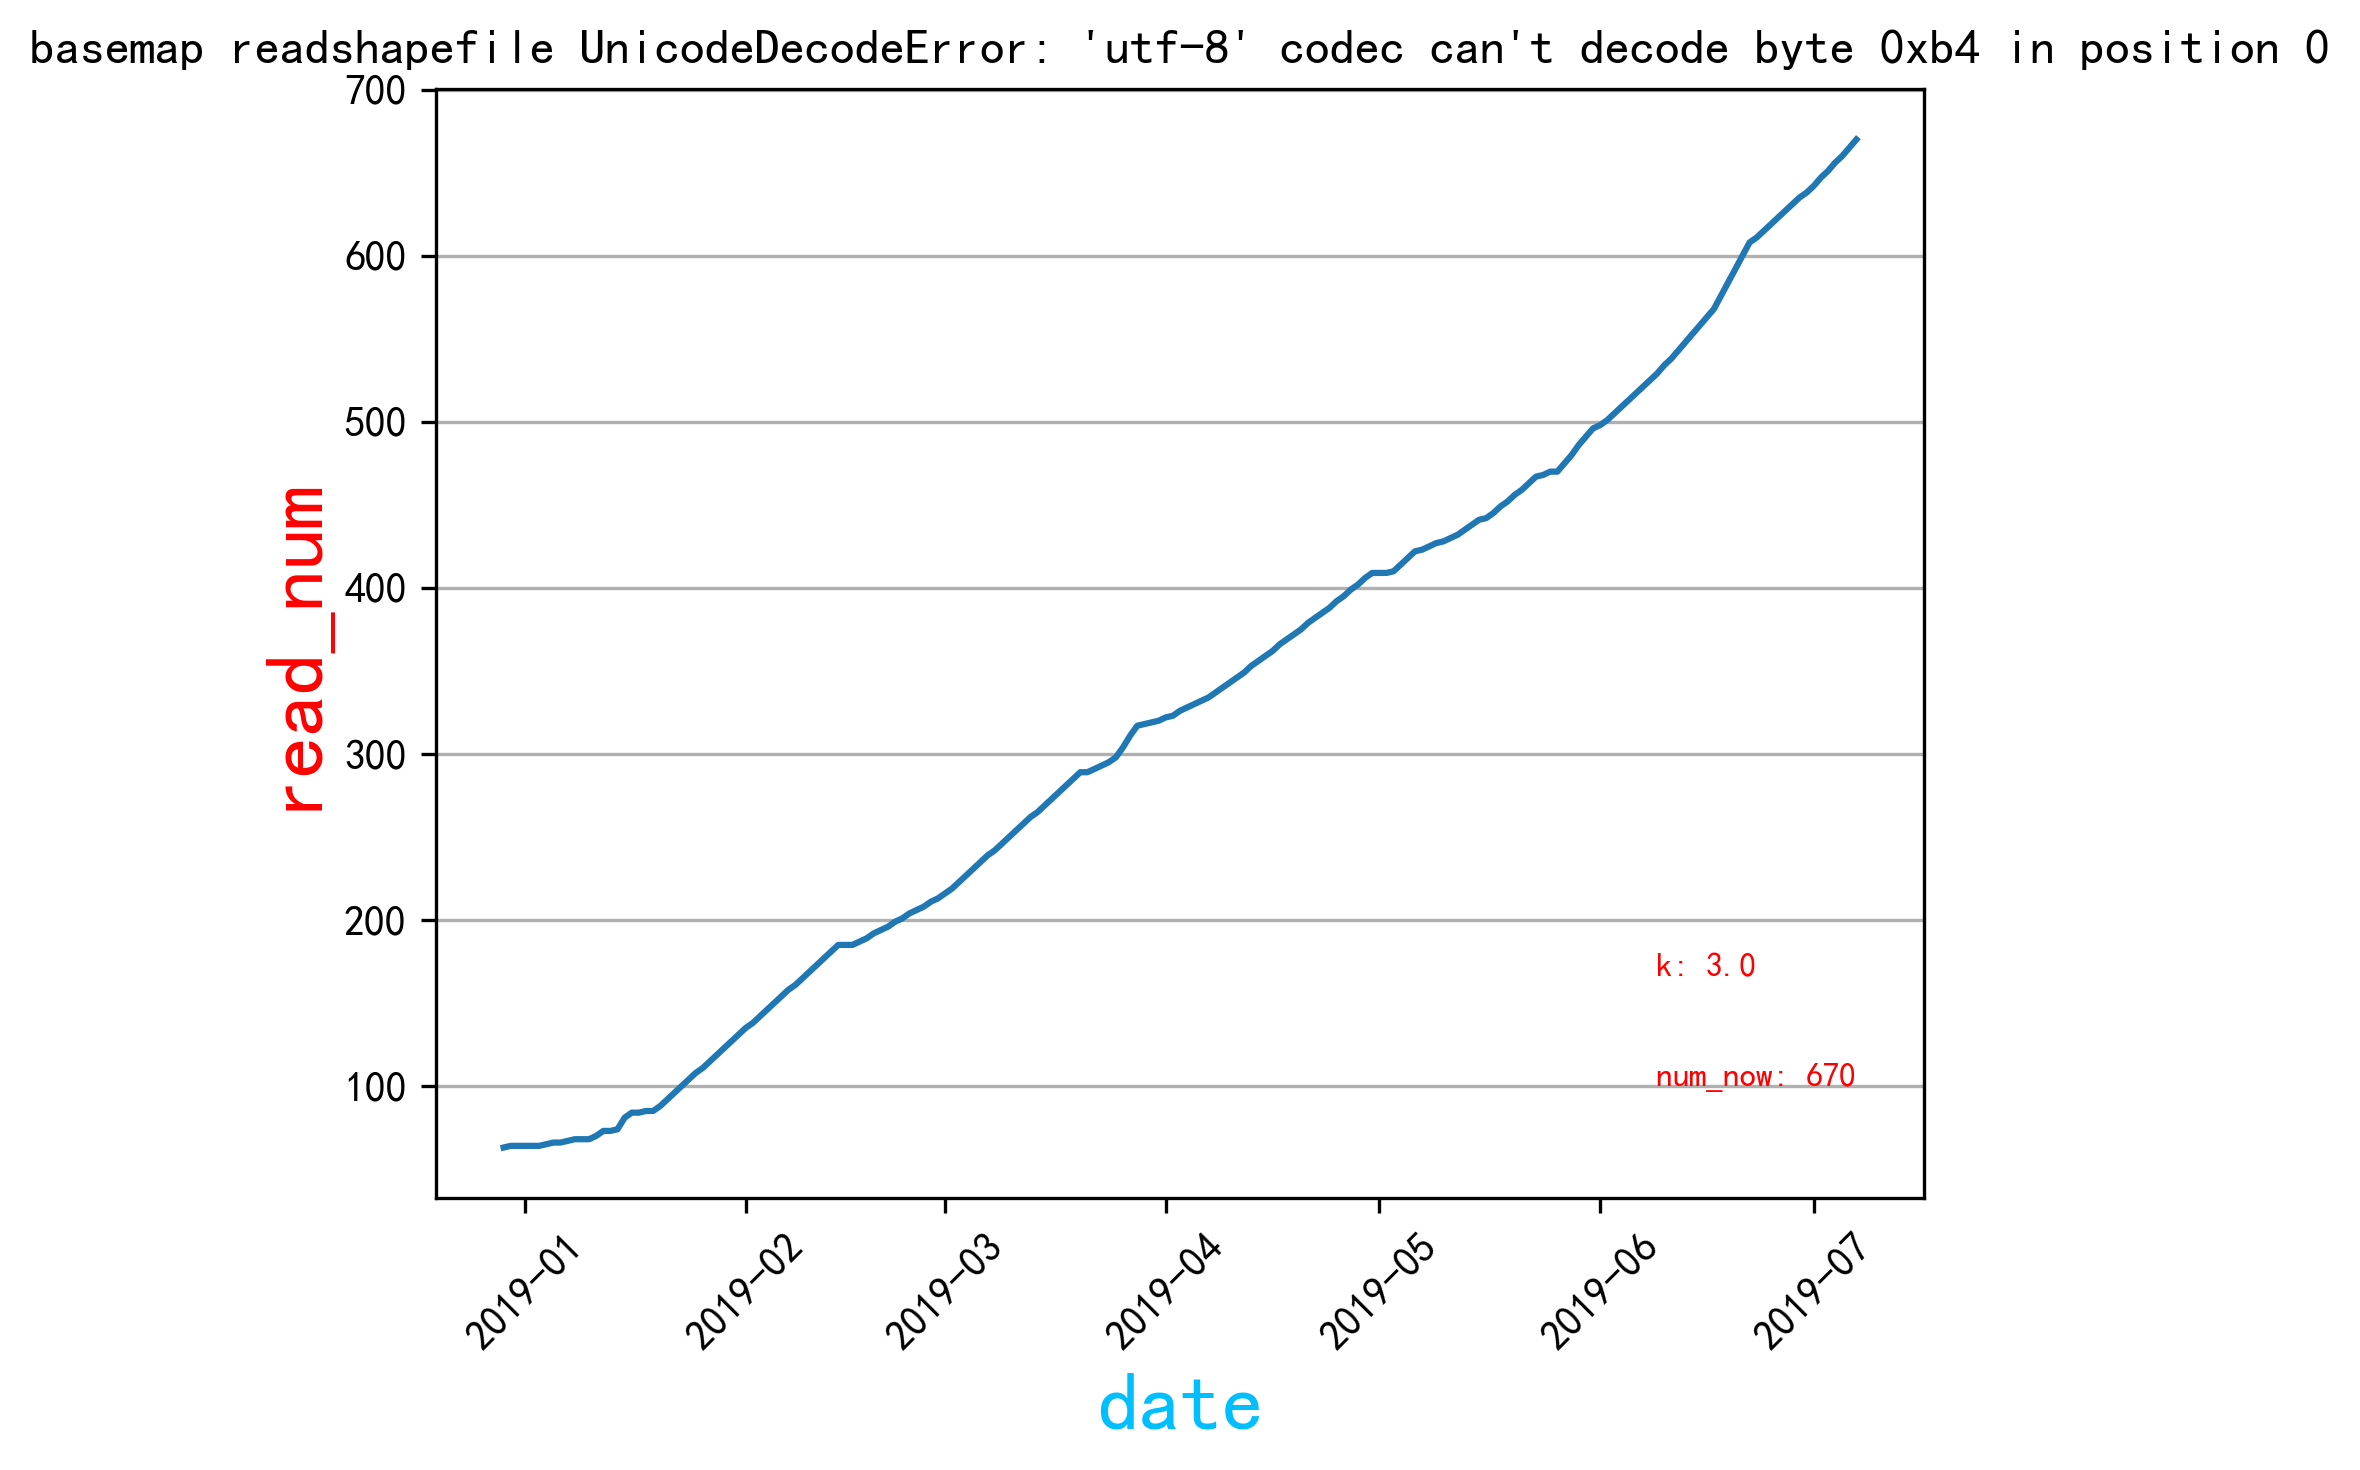 basemap readshapefile UnicodeDecodeError: 'utf-8' codec can't decode byte 0xb4 in position 0
700
600
500
400
300
200
100
read_num
k: 3.0
num_now: 670
2019-01
2019-02
2019-03
2019-04
2019-05
2019-06
2019-07
date